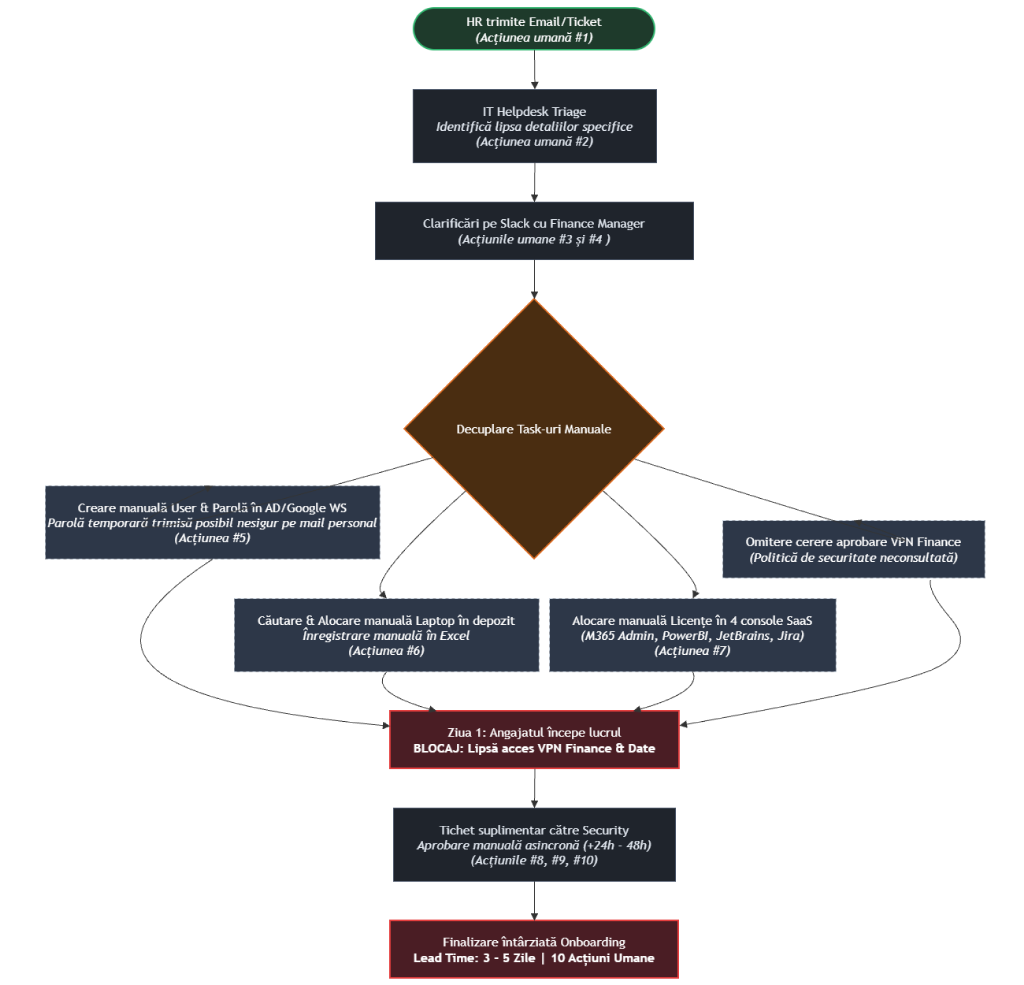 HR trimite Email/Ticket
(Acțiunea umană #1)
IT Helpdesk Triage
Identifică lipsa detaliilor specifice
(Acțiunea umană #2)
Clarificări pe Slack cu Finance Manager
(Acțiunile umane #3 și #4 )
Decuplare Task-uri Manuale
Creare manuală User & Parolă în AD/Google WS
Parolă temporară trimisă posibil nesigur pe mail personal
(Acțiunea #5)
Omitere cerere aprobare VPN Finance
(Politică de securitate neconsultată)
Căutare & Alocare manuală Laptop în depozit
Înregistrare manuală în Excel
(Acțiunea #6)
Alocare manuală Licențe în 4 console SaaS
(M365 Admin, PowerBI, JetBrains, Jira)
(Acțiunea #7)
Ziua 1: Angajatul începe lucrul
BLOCAJ: Lipsă acces VPN Finance & Date
Tichet suplimentar către Security
Aprobare manuală asincronă (+24h - 48h)
(Acțiunile #8, #9, #10)
Finalizare întârziată Onboarding
Lead Time: 3 - 5 Zile | 10 Acțiuni Umane